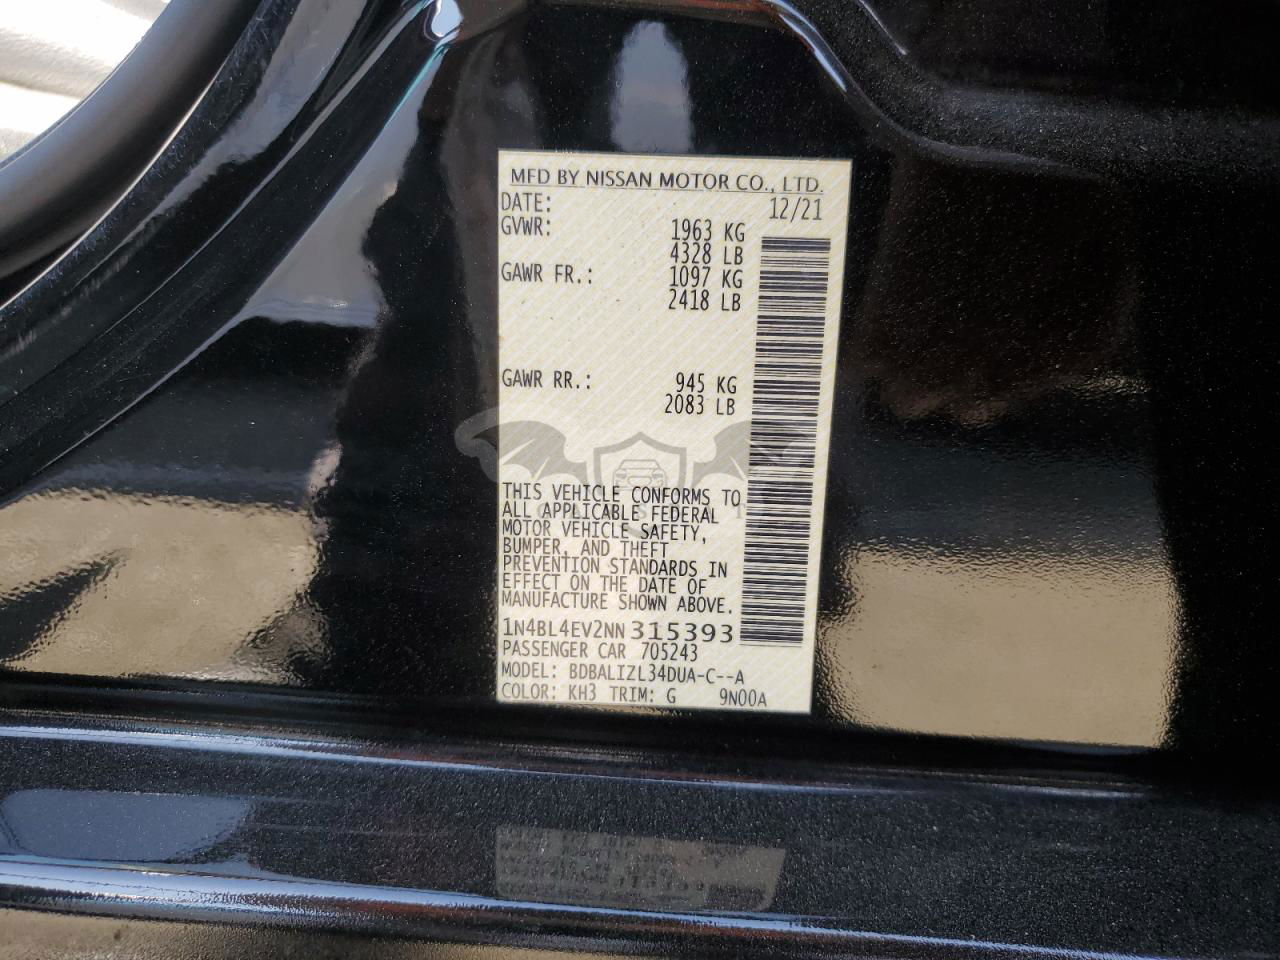 MFD BY NISSAN MOTOR CO., LTD.
DATE: 12/21
GVWR: 1963 KG
4328 LB
GAWR FR.: 1097 KG
2418 LB
GAWR RR.: 945 KG
2083 LB
THIS VEHICLE CONFORMS TO
ALL APPLICABLE FEDERAL
MOTOR VEHICLE SAFETY,
BUMPER, AND THEFT
PREVENTION STANDARDS IN
EFFECT ON THE DATE OF
MANUFACTURE SHOWN ABOVE.
1N4BL4EV2NN 315393
PASSENGER CAR 705243
MODEL: BDBALIZL34DUA-C--A
COLOR: KH3 TRIM: G 9N00A